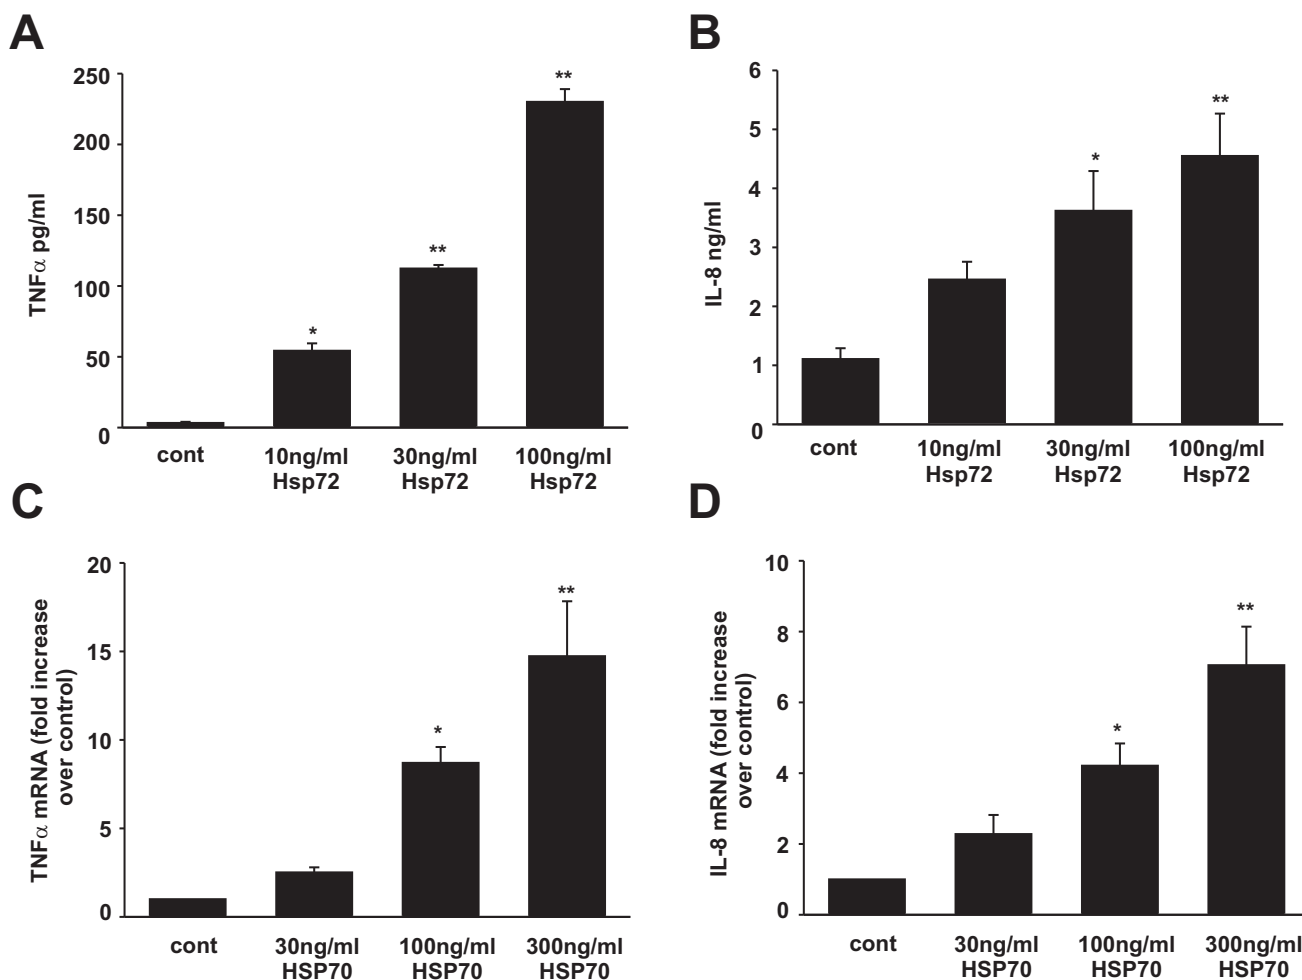 A
250
200
150
100
50
0
TNFα pg/ml
*
**
**
cont
10ng/ml
Hsp72
30ng/ml
Hsp72
100ng/ml
Hsp72
B
6
5
4
3
2
1
0
IL-8 ng/ml
*
**
cont
10ng/ml
Hsp72
30ng/ml
Hsp72
100ng/ml
Hsp72
C
20
15
10
5
0
TNFα mRNA (fold increase
over control)
*
**
cont
30ng/ml
HSP70
100ng/ml
HSP70
300ng/ml
HSP70
D
10
8
6
4
2
0
IL-8 mRNA (fold increase
over control)
*
**
cont
30ng/ml
HSP70
100ng/ml
HSP70
300ng/ml
HSP70